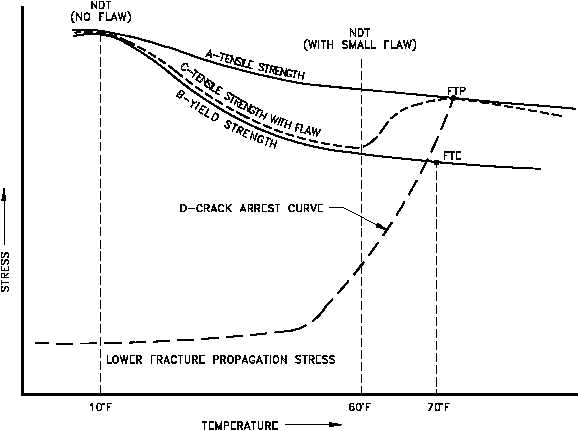 NDT
(NO FLAW)
NDT
(WITH SMALL FLAW)
A-TENSILE STRENGTH
C-TENSILE STRENGTH WITH FLAW
B-YIELD STRENGTH
FTP
FTE
D-CRACK ARREST CURVE
STRESS
LOWER FRACTURE PROPAGATION STRESS
10°F
60°F
70°F
TEMPERATURE